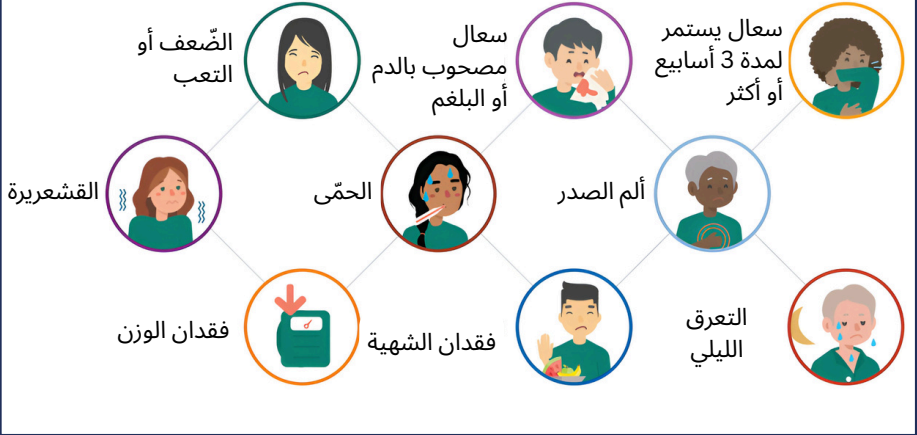 سعال يستمر
لمدة 3 أسابيع
أو أكثر
سعال
مصحوب بالدم
أو البلغم
الضّعف أو
التعب
ألم الصدر
الحمّى
القشعريرة
التعرق
الليلي
فقدان الشهية
فقدان الوزن